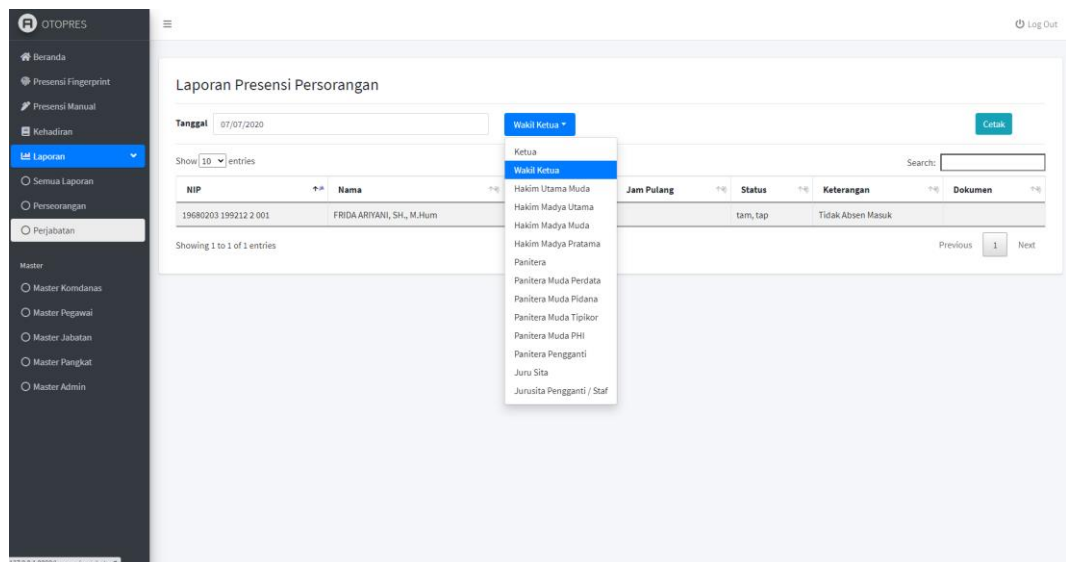 OTOPRES
Log Out
Beranda
Presensi Fingerprint
Presensi Manual
Kehadiran
Laporan
Semua Laporan
Perseorangan
Perjabatan
Master
Master Komdanas
Master Pegawai
Master Jabatan
Master Pangkat
Master Admin
Laporan Presensi Persorangan
Tanggal 07/07/2020 Wakil Ketua Cetak
Show 10 entries Search:
NIP Nama Jam Pulang Status Keterangan Dokumen
19680203 199212 2 001 FRIDA ARIYANI, SH., M.Hum tam, tap Tidak Absen Masuk
Showing 1 to 1 of 1 entries Previous 1 Next
Ketua
Wakil Ketua
Hakim Utama Muda
Hakim Madya Utama
Hakim Madya Muda
Hakim Madya Pratama
Panitera
Panitera Muda Perdata
Panitera Muda Pidana
Panitera Muda Tipikor
Panitera Muda PHI
Panitera Pengganti
Juru Sita
Jurusita Pengganti / Staf